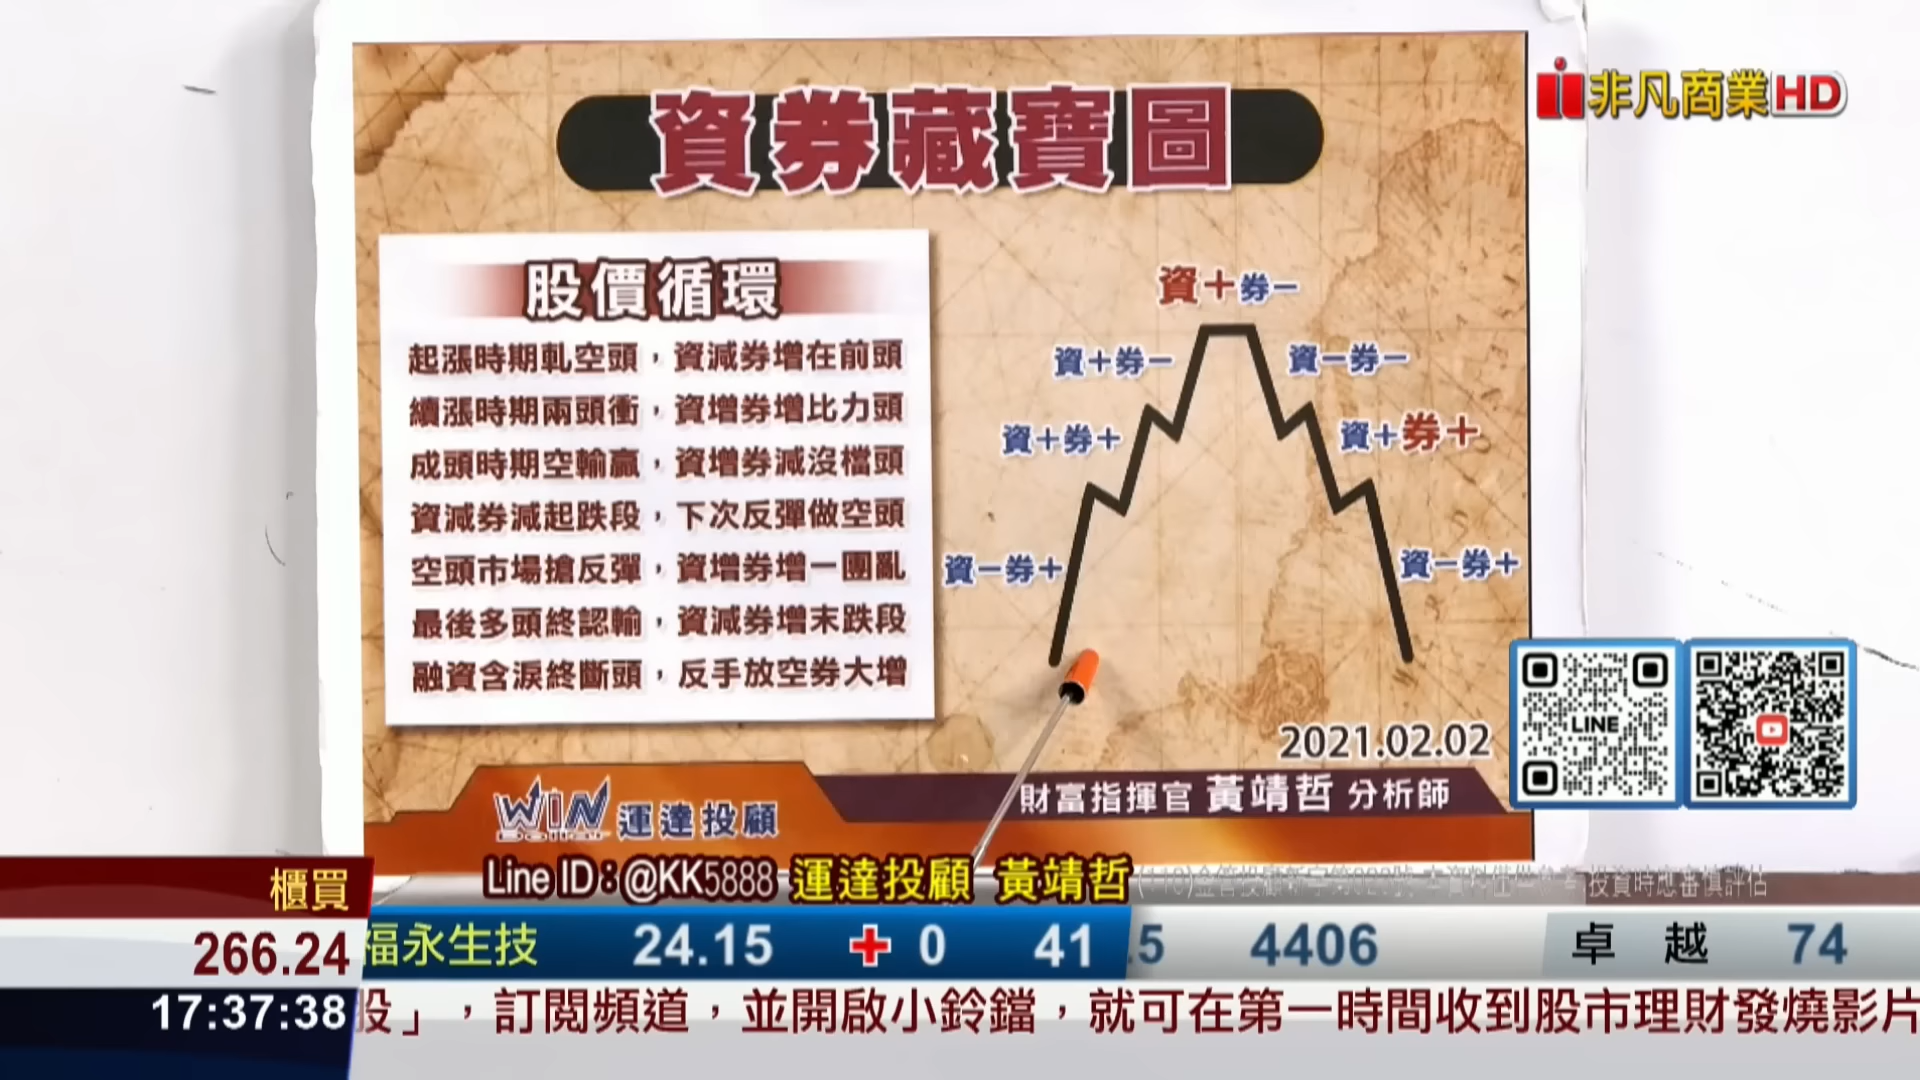 資券藏寶圖
非凡商業HD
股價循環
起漲時期軋空頭，資減券增在前頭
續漲時期兩頭衝，資增券增比力頭
成頭時期空輸贏，資增券減沒檔頭
資減券減起跌段，下次反彈做空頭
空頭市場搶反彈，資增券增一團亂
最後多頭終認輸，資減券增末跌段
融資含淚終斷頭，反手放空券大增
資＋券－
資＋券－
資－券－
資＋券＋
資＋券＋
資－券＋
資－券＋
2021.02.02
LINE
WIN
運達投顧
財富指揮官 黃靖哲 分析師
Line ID：@KK5888 運達投顧 黃靖哲
投資時應審慎評估
櫃買
266.24
福永生技 24.15 + 0 41
.5 4406 卓越 74
17:37:38
股」，訂閱頻道，並開啟小鈴鐺，就可在第一時間收到股市理財發燒影片